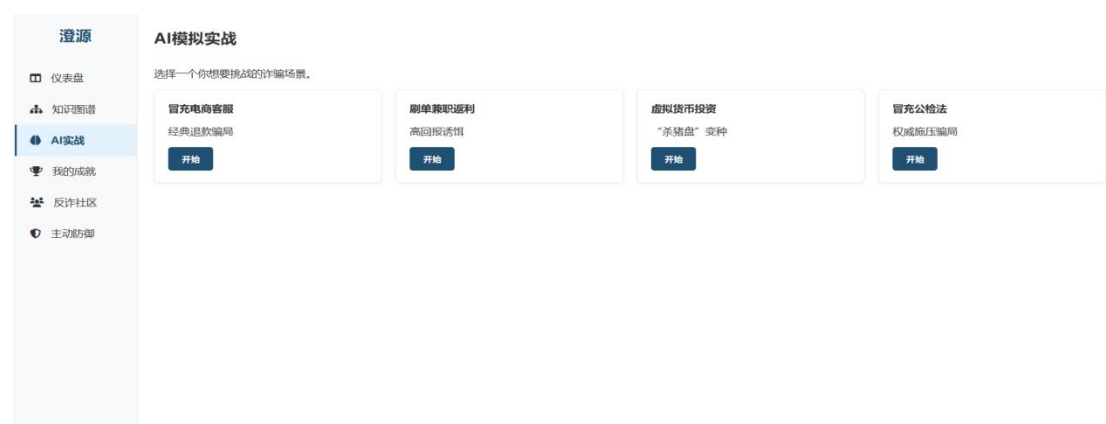 澄源
仪表盘
知识图谱
AI实战
我的成就
反诈社区
主动防御
AI模拟实战
选择一个你想要挑战的诈骗场景。
冒充电商客服
经典退款骗局
开始
刷单兼职返利
高回报诱饵
开始
虚拟货币投资
“杀猪盘”变种
开始
冒充公检法
权威施压骗局
开始